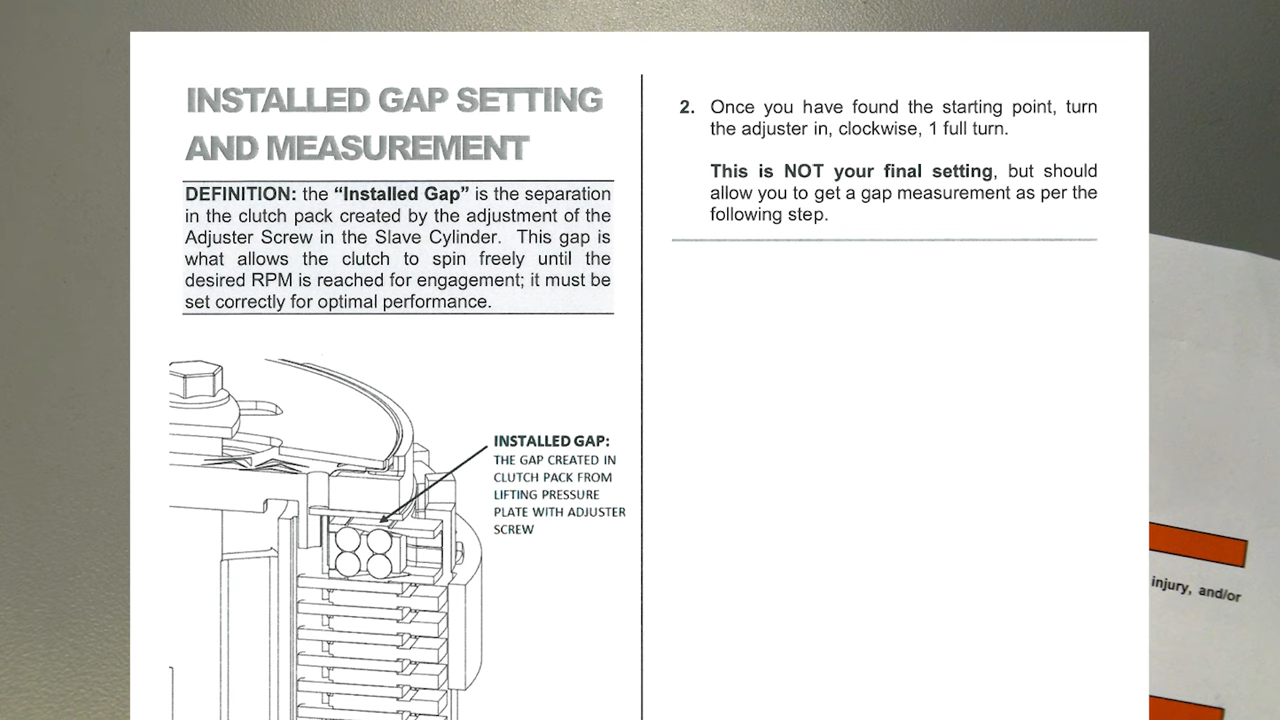 INSTALLED GAP SETTING
AND MEASUREMENT
DEFINITION: the “Installed Gap” is the separation
in the clutch pack created by the adjustment of the
Adjuster Screw in the Slave Cylinder. This gap is
what allows the clutch to spin freely until the
desired RPM is reached for engagement; it must be
set correctly for optimal performance.
INSTALLED GAP:
THE GAP CREATED IN
CLUTCH PACK FROM
LIFTING PRESSURE
PLATE WITH ADJUSTER
SCREW
2. Once you have found the starting point, turn
the adjuster in, clockwise, 1 full turn.
This is NOT your final setting, but should
allow you to get a gap measurement as per the
following step.
injury, and/or